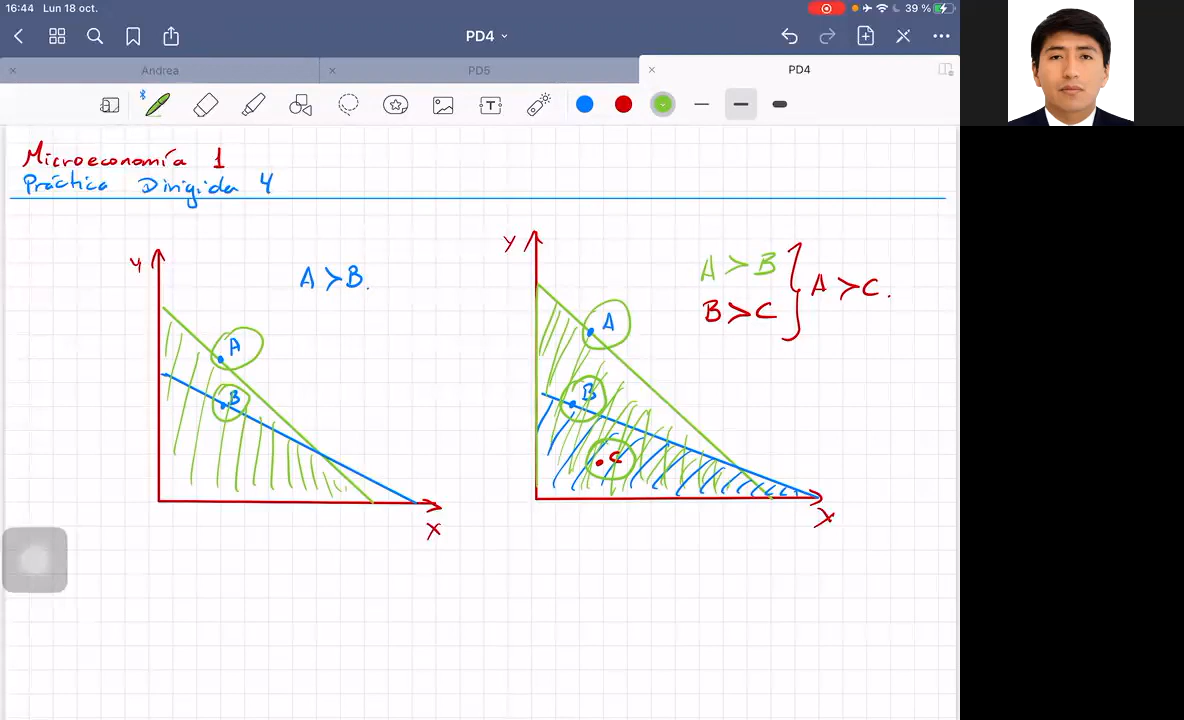 16:44 Lun 18 oct.
39 %
PD4
Andrea
PD5
PD4
Microeconomía 1
Práctica Dirigida 4
y
A > B.
A
B
x
y
A > B
B > C
A > C.
A
B
C
x